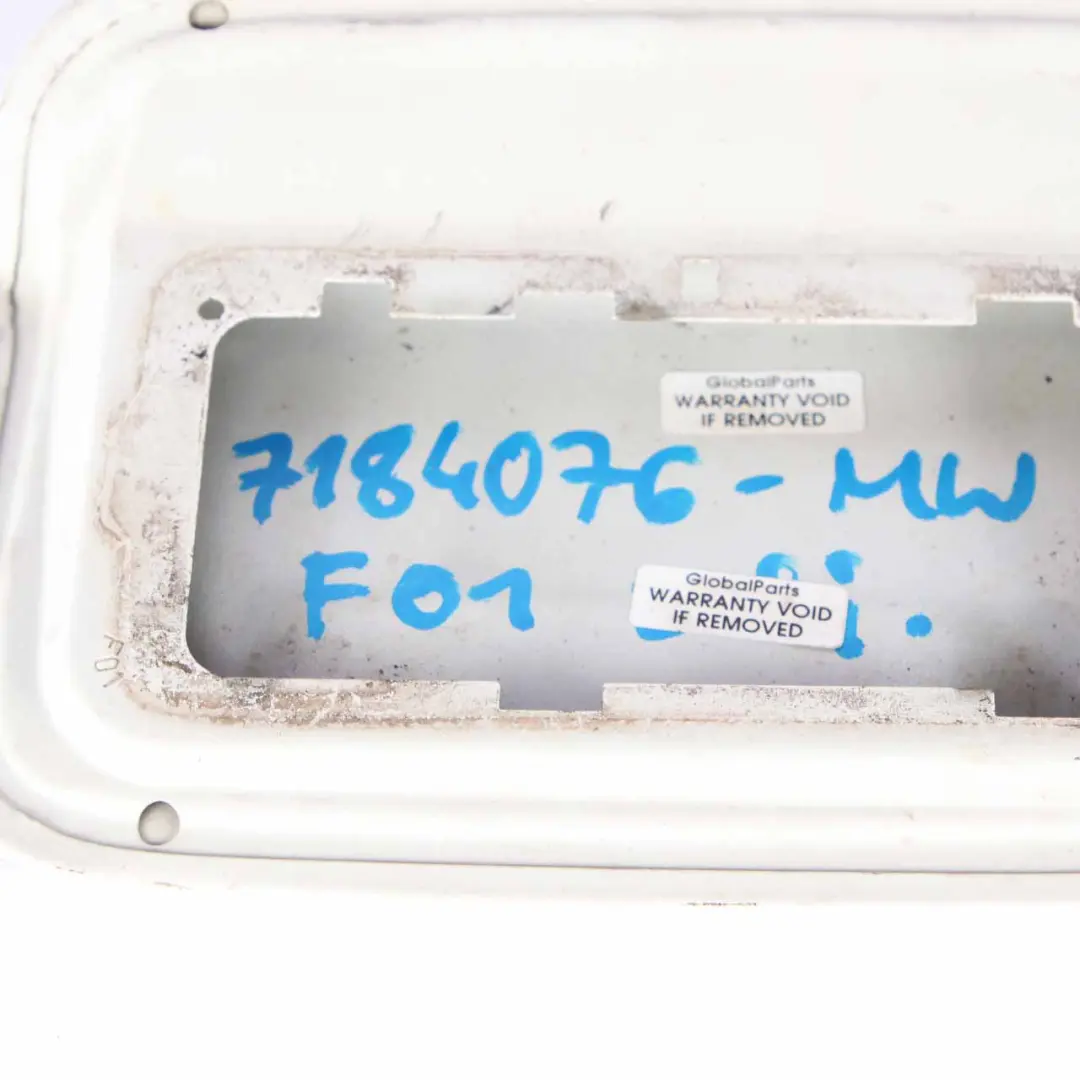 GlobalParts
WARRANTY VOID
IF REMOVED
7184076 - MW
F01
GlobalParts
WARRANTY VOID
IF REMOVED
F01